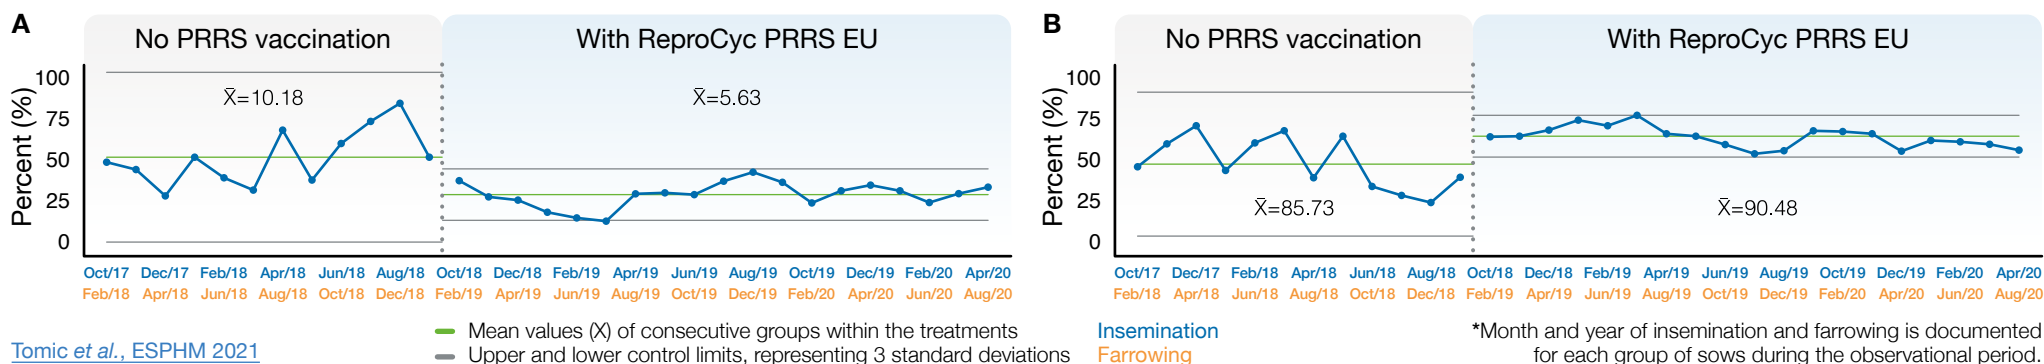 A
No PRRS vaccination
With ReproCyc PRRS EU
Percent (%)
100
75
50
25
0
X̄=10.18
X̄=5.63
Oct/17 Dec/17 Feb/18 Apr/18 Jun/18 Aug/18 Oct/18 Dec/18 Feb/19 Apr/19 Jun/19 Aug/19 Oct/19 Dec/19 Feb/20 Apr/20
Feb/18 Apr/18 Jun/18 Aug/18 Oct/18 Dec/18 Feb/19 Apr/19 Jun/19 Aug/19 Oct/19 Dec/19 Feb/20 Apr/20 Jun/20 Aug/20
B
No PRRS vaccination
With ReproCyc PRRS EU
Percent (%)
100
75
50
25
0
X̄=85.73
X̄=90.48
Oct/17 Dec/17 Feb/18 Apr/18 Jun/18 Aug/18 Oct/18 Dec/18 Feb/19 Apr/19 Jun/19 Aug/19 Oct/19 Dec/19 Feb/20 Apr/20
Feb/18 Apr/18 Jun/18 Aug/18 Oct/18 Dec/18 Feb/19 Apr/19 Jun/19 Aug/19 Oct/19 Dec/19 Feb/20 Apr/20 Jun/20 Aug/20
Tomic et al., ESPHM 2021
Mean values (X) of consecutive groups within the treatments
Upper and lower control limits, representing 3 standard deviations
Insemination
Farrowing
*Month and year of insemination and farrowing is documented
for each group of sows during the observational period.